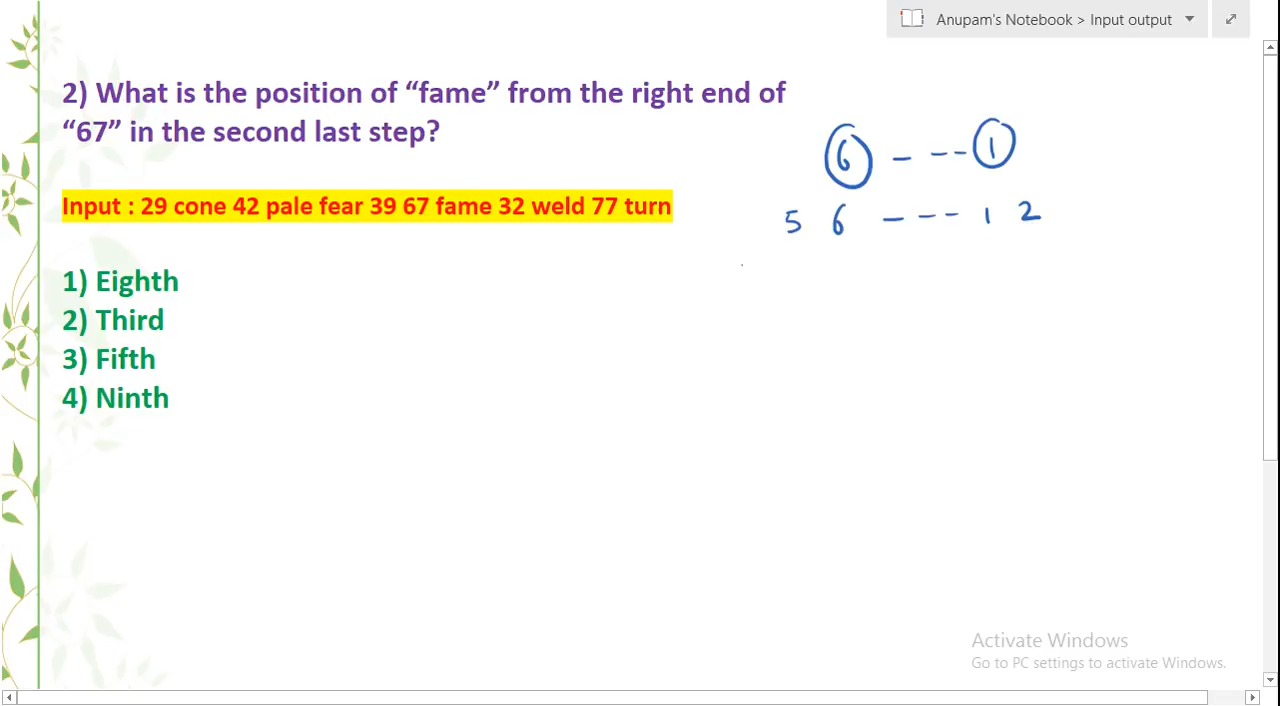 Anupam's Notebook > Input output
2) What is the position of “fame” from the right end of
“67” in the second last step?
6 - - - - 1
Input : 29 cone 42 pale fear 39 67 fame 32 weld 77 turn
5 6 - - - 1 2
1) Eighth
2) Third
3) Fifth
4) Ninth
Activate Windows
Go to PC settings to activate Windows.